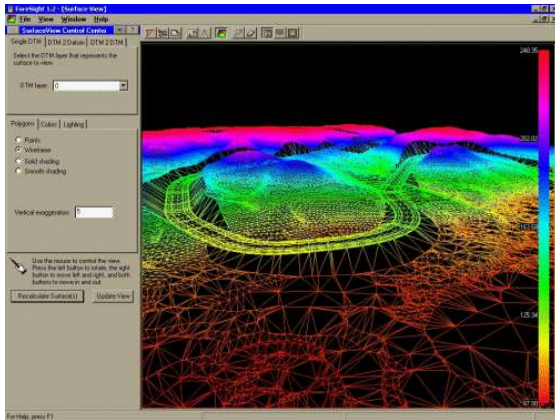 ForeSight 1.2 - [Surface View]
File View Window Help
SurfaceView Control Center
Single DTM DTM 2 Datum DTM 2 DTM
Select the DTM layer that represents the
surface to view.
DTM layer: 0
Polygons Colors Lighting
Points
Wireframe
Solid shading
Smooth shading
Vertical exaggeration: 5
Use the mouse to control the view.
Press the left button to rotate, the right
button to move left and right, and both
buttons to move in and out.
Recalculate Surface(s) Update View
240.95
202.02
125.34
87.00
For Help, press F1